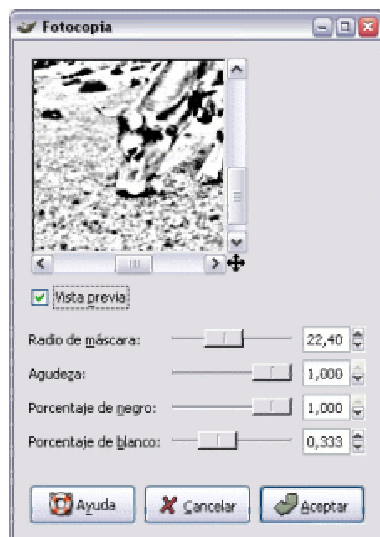 Fotocopia
Vista previa
Radio de máscara: 22,40
Agudeza: 1,000
Porcentaje de negro: 1,000
Porcentaje de blanco: 0,333
Ayuda Cancelar Aceptar